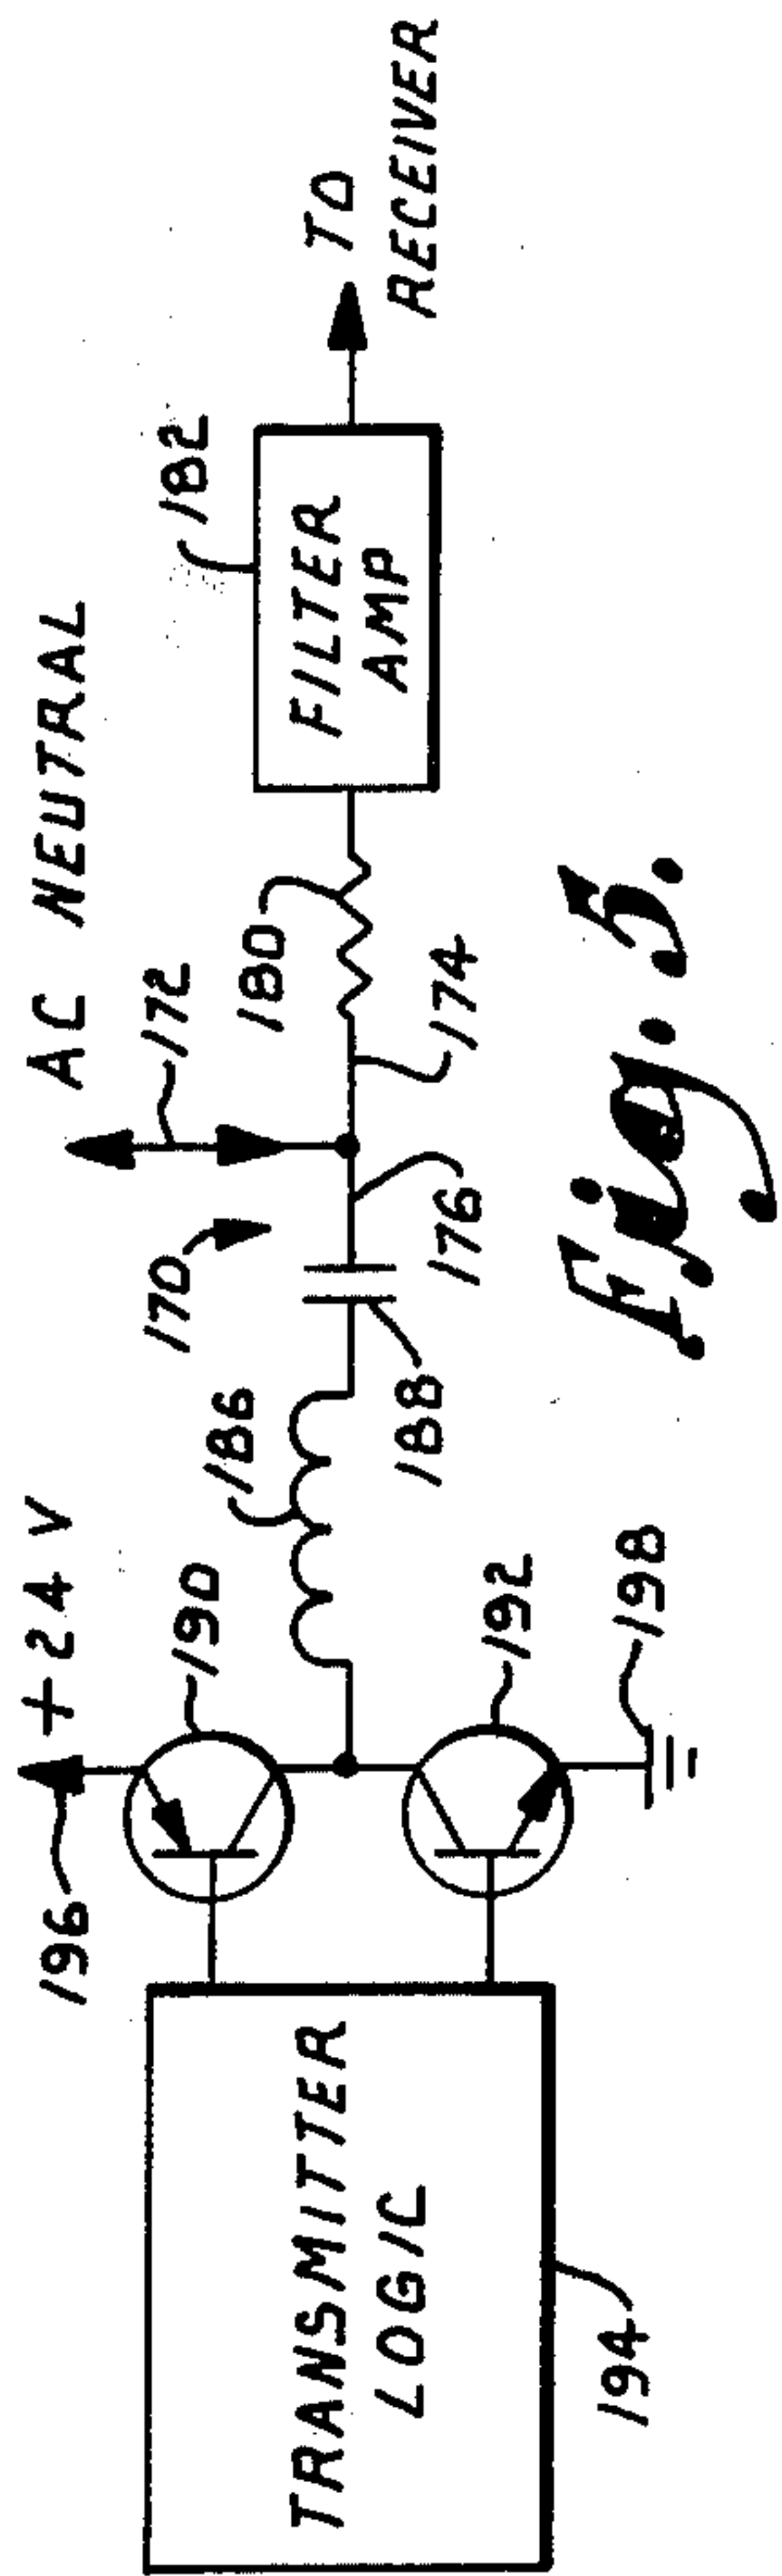 AC NEUTRAL
+24 V
172
182
196
190
170
186
180
TO
RECEIVER
FILTER
AMP
TRANSMITTER
LOGIC
188
176
174
192
194
198
Fig. 5.